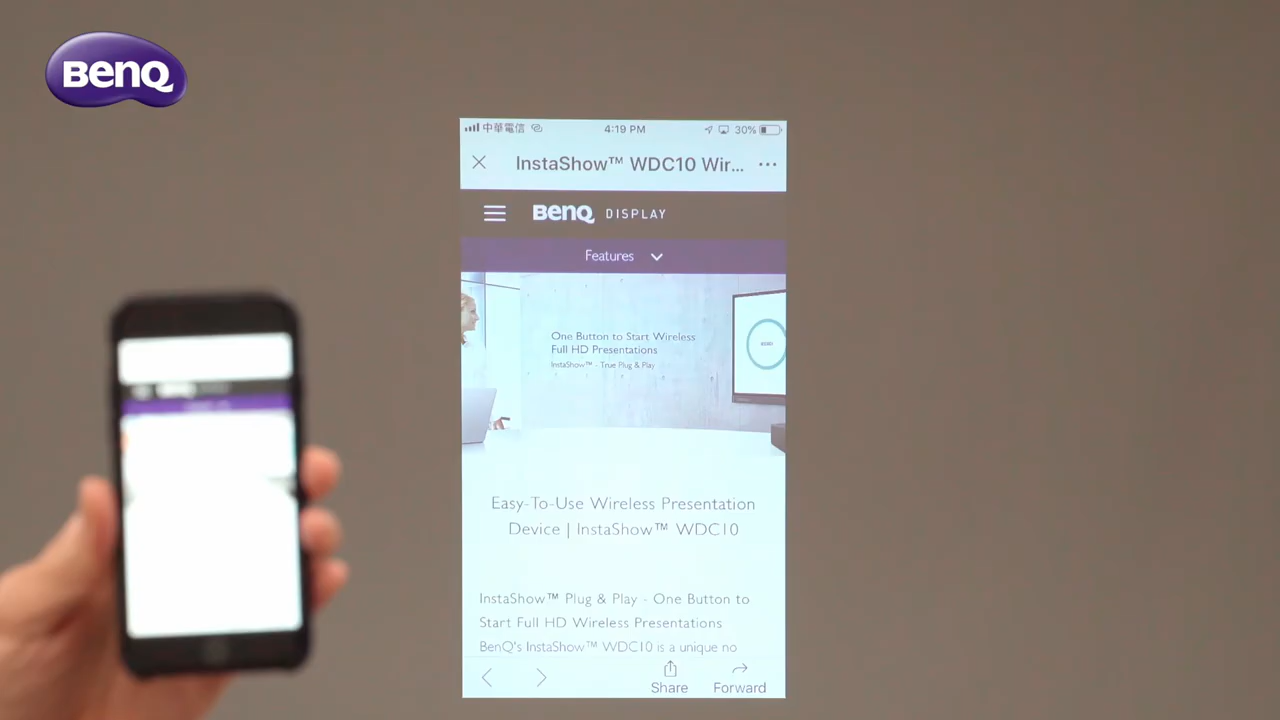 BenQ
中華電信 4:19 PM 30%
InstaShow™ WDC10 Wir... ...
BenQ DISPLAY
Features
One Button to Start Wireless
Full HD Presentations
InstaShow™ - True Plug & Play
Easy-To-Use Wireless Presentation
Device | InstaShow™ WDC10
InstaShow™ Plug & Play - One Button to
Start Full HD Wireless Presentations
BenQ's InstaShow™ WDC10 is a unique no
Share Forward